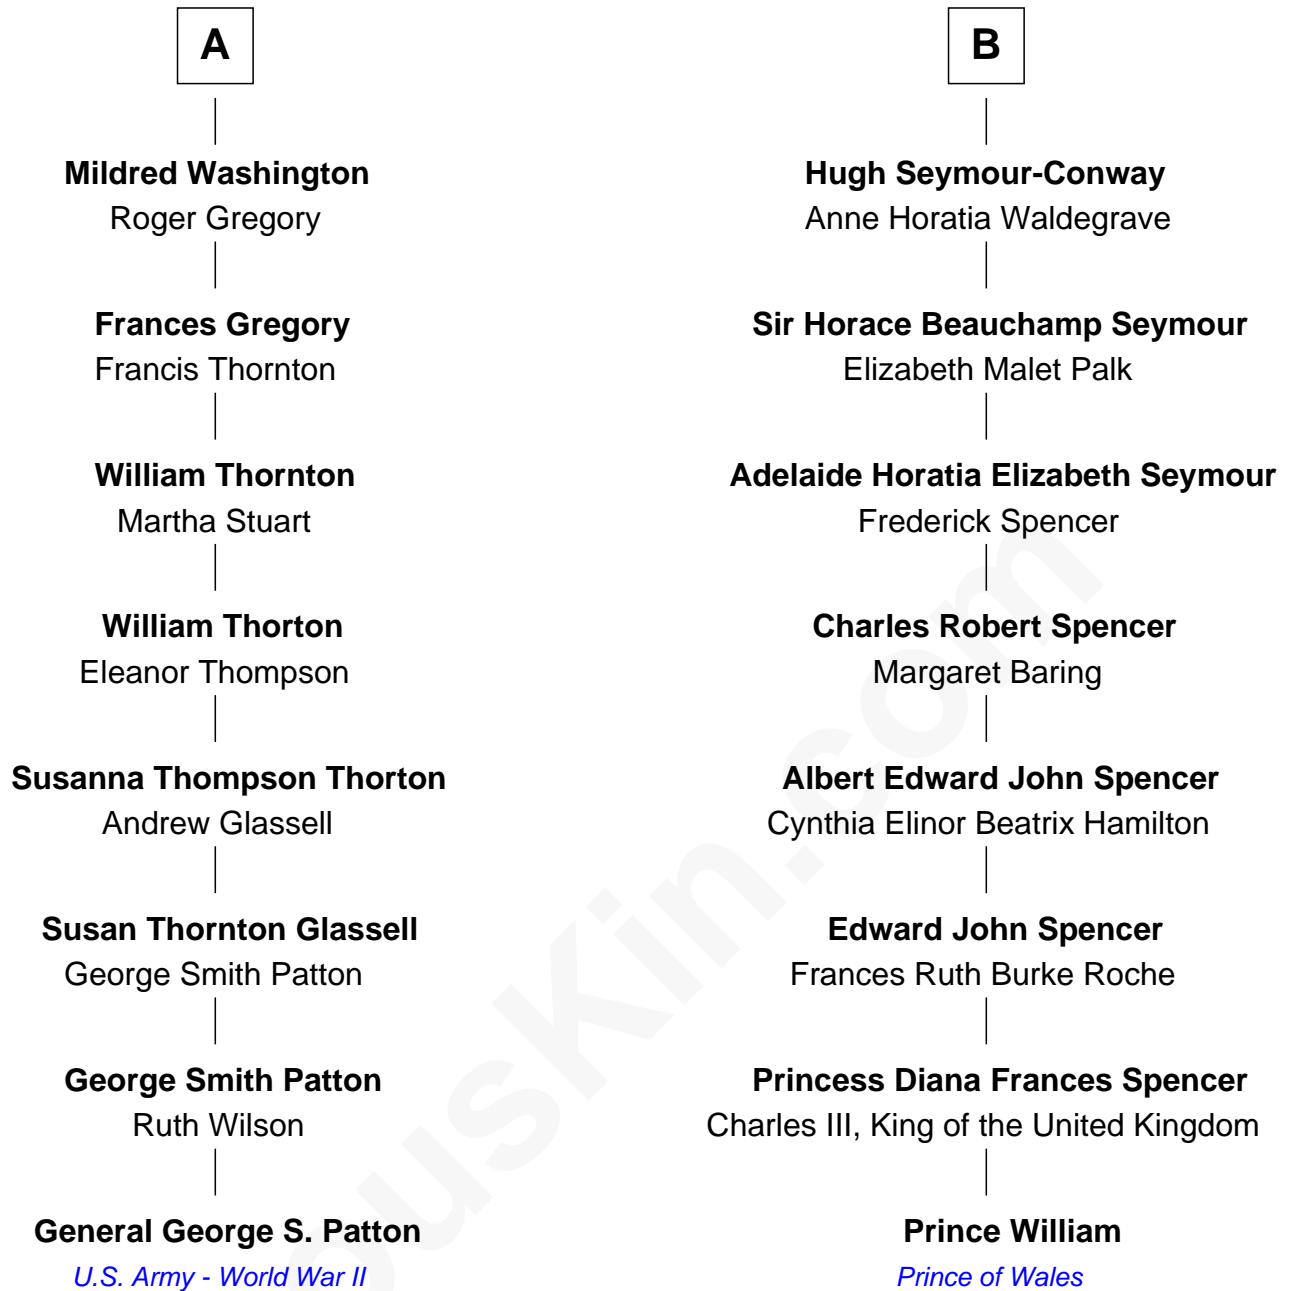 A
Mildred Washington
Roger Gregory
Frances Gregory
Francis Thornton
William Thornton
Martha Stuart
William Thorton
Eleanor Thompson
Susanna Thompson Thorton
Andrew Glassell
Susan Thornton Glassell
George Smith Patton
George Smith Patton
Ruth Wilson
General George S. Patton
U.S. Army - World War II
B
Hugh Seymour-Conway
Anne Horatia Waldegrave
Sir Horace Beauchamp Seymour
Elizabeth Malet Palk
Adelaide Horatia Elizabeth Seymour
Frederick Spencer
Charles Robert Spencer
Margaret Baring
Albert Edward John Spencer
Cynthia Elinor Beatrix Hamilton
Edward John Spencer
Frances Ruth Burke Roche
Princess Diana Frances Spencer
Charles III, King of the United Kingdom
Prince William
Prince of Wales
ousKin.com